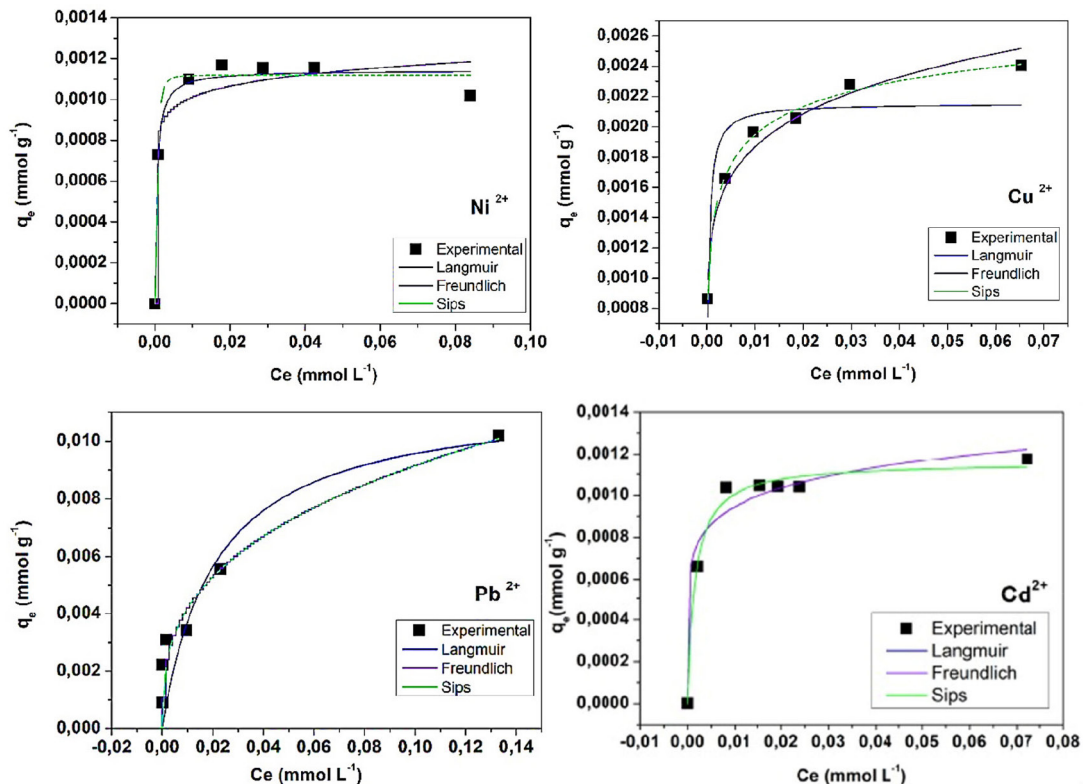 0,0014
0,0012
0,0010
0,0008
0,0006
0,0004
0,0002
0,0000
qe (mmol g-1)
Ni 2+
Experimental
Langmuir
Freundlich
Sips
0,00 0,02 0,04 0,06 0,08 0,10
Ce (mmol L-1)
0,0026
0,0024
0,0022
0,0020
0,0018
0,0016
0,0014
0,0012
0,0010
0,0008
qe (mmol g-1)
Cu 2+
Experimental
Langmuir
Freundlich
Sips
-0,01 0,00 0,01 0,02 0,03 0,04 0,05 0,06 0,07
Ce (mmol L-1)
0,010
0,008
0,006
0,004
0,002
0,000
qe (mmol g-1)
Pb 2+
Experimental
Langmuir
Freundlich
Sips
-0,02 0,00 0,02 0,04 0,06 0,08 0,10 0,12 0,14
Ce (mmol L-1)
0,0014
0,0012
0,0010
0,0008
0,0006
0,0004
0,0002
0,0000
qe (mmol g-1)
Cd2+
Experimental
Langmuir
Freundlich
Sips
-0,01 0,00 0,01 0,02 0,03 0,04 0,05 0,06 0,07 0,08
Ce (mmol L-1)